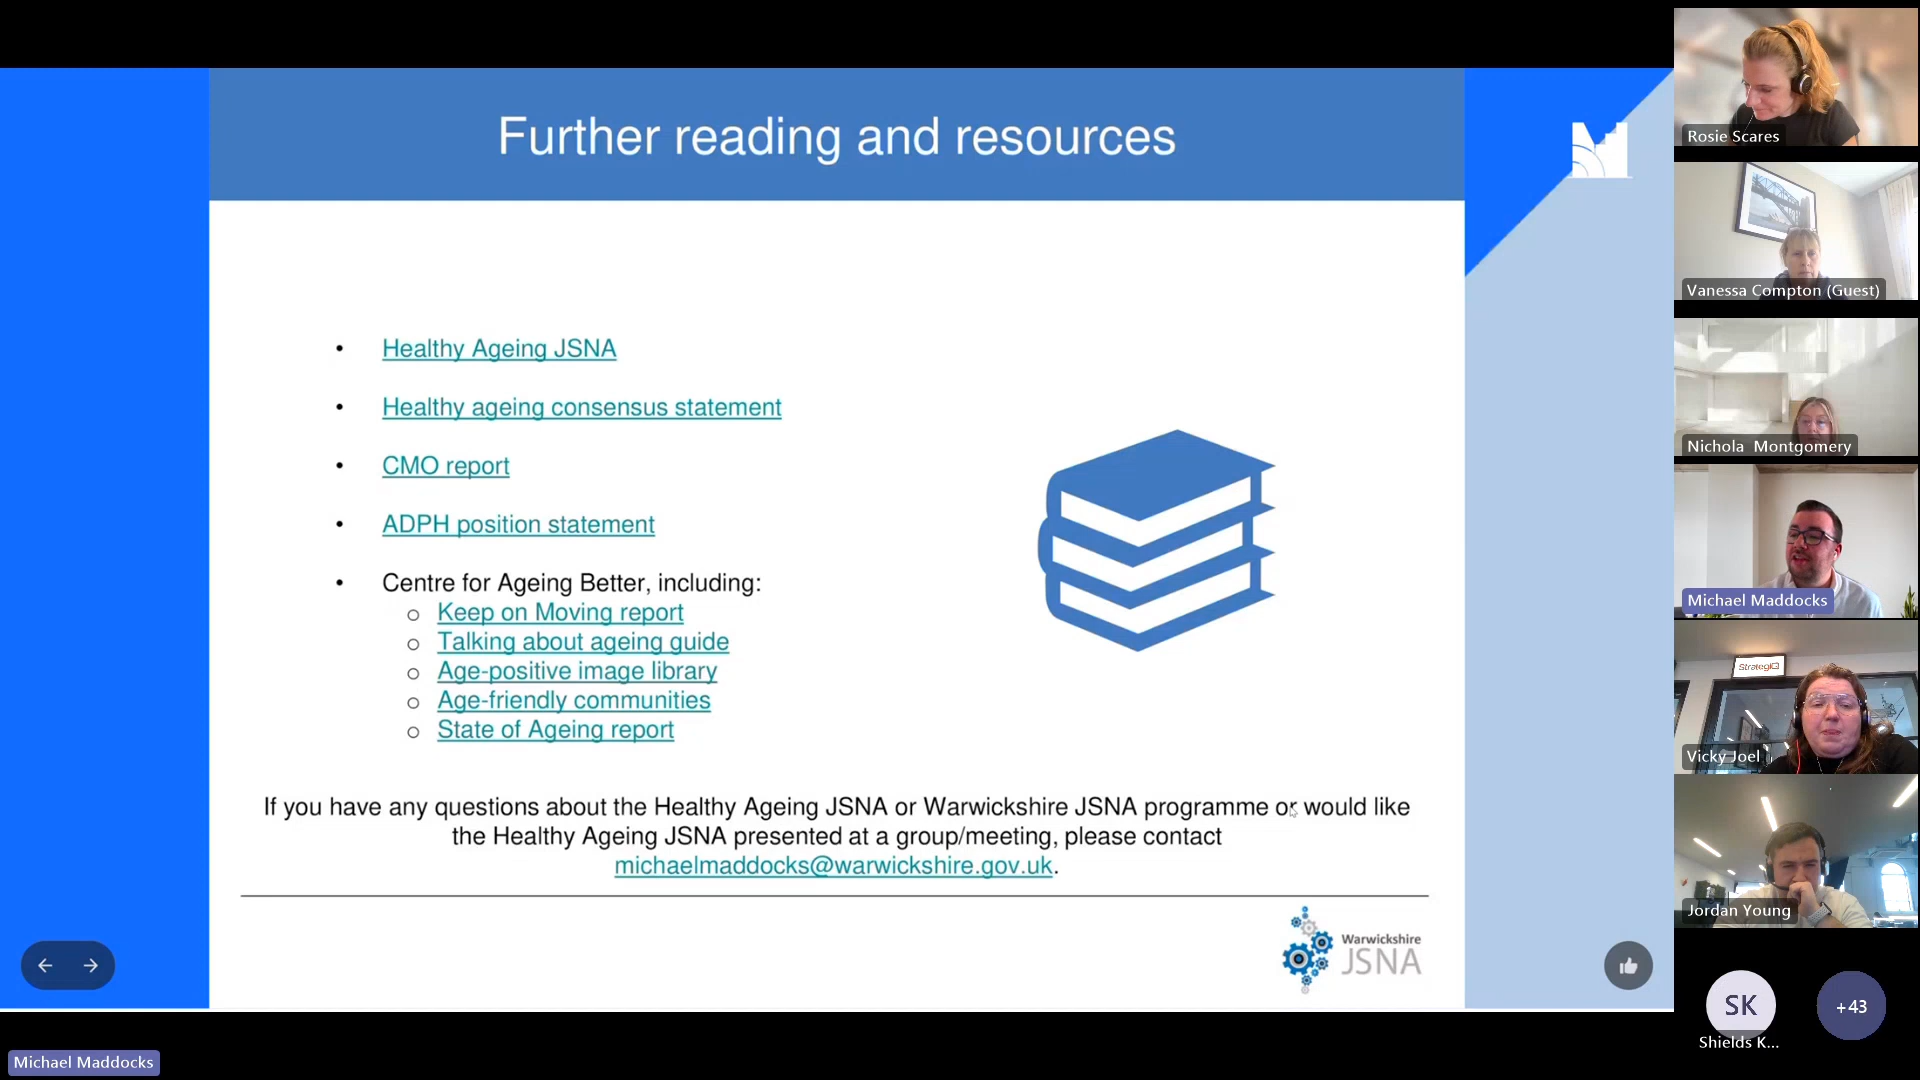 Further reading and resources
• Healthy Ageing JSNA
• Healthy ageing consensus statement
• CMO report
• ADPH position statement
• Centre for Ageing Better, including:
o Keep on Moving report
o Talking about ageing guide
o Age-positive image library
o Age-friendly communities
o State of Ageing report
If you have any questions about the Healthy Ageing JSNA or Warwickshire JSNA programme or would like
the Healthy Ageing JSNA presented at a group/meeting, please contact
michaelmaddocks@warwickshire.gov.uk.
Warwickshire
JSNA
Michael Maddocks
Rosie Scares
Vanessa Compton (Guest)
Nichola Montgomery
Michael Maddocks
StrategiQ
Vicky Joel
Jordan Young
SK
Shields K...
+43